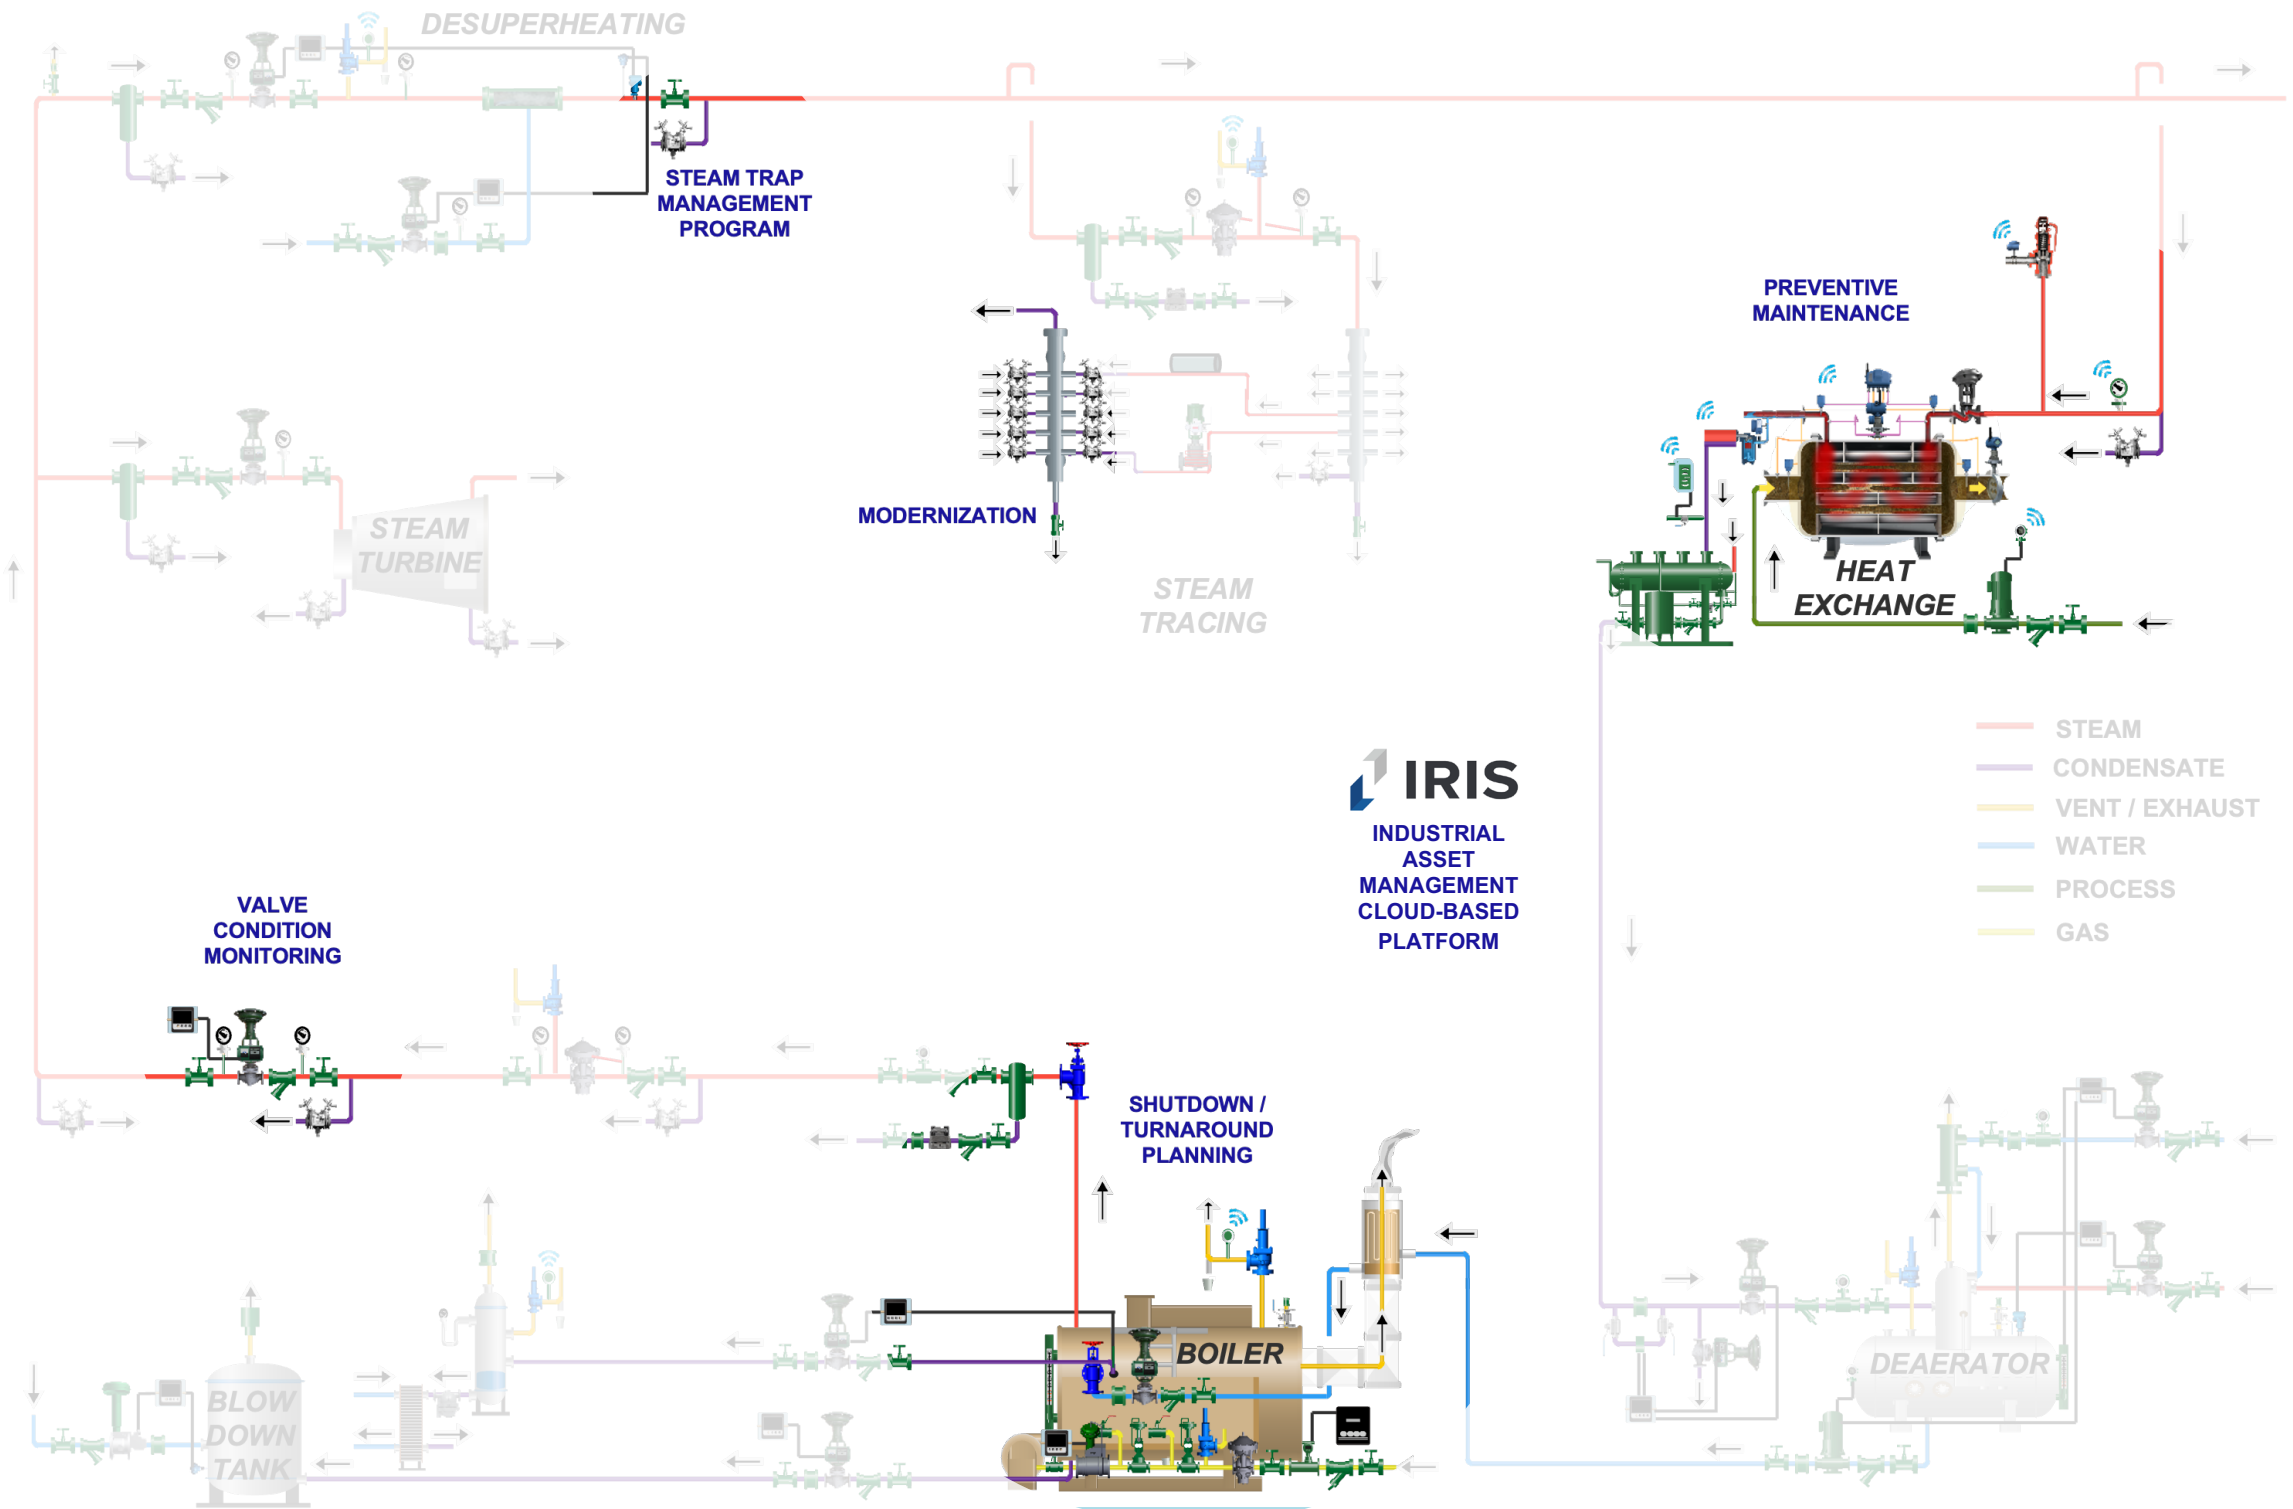 DESUPERHEATING
STEAM TRAP
MANAGEMENT
PROGRAM
PREVENTIVE
MAINTENANCE
MODERNIZATION
STEAM
TURBINE
STEAM
TRACING
HEAT
EXCHANGE
STEAM
CONDENSATE
VENT / EXHAUST
WATER
PROCESS
GAS
IRIS
INDUSTRIAL
ASSET
MANAGEMENT
CLOUD-BASED
PLATFORM
VALVE
CONDITION
MONITORING
SHUTDOWN /
TURNAROUND
PLANNING
BOILER
DEAERATOR
BLOW
DOWN
TANK